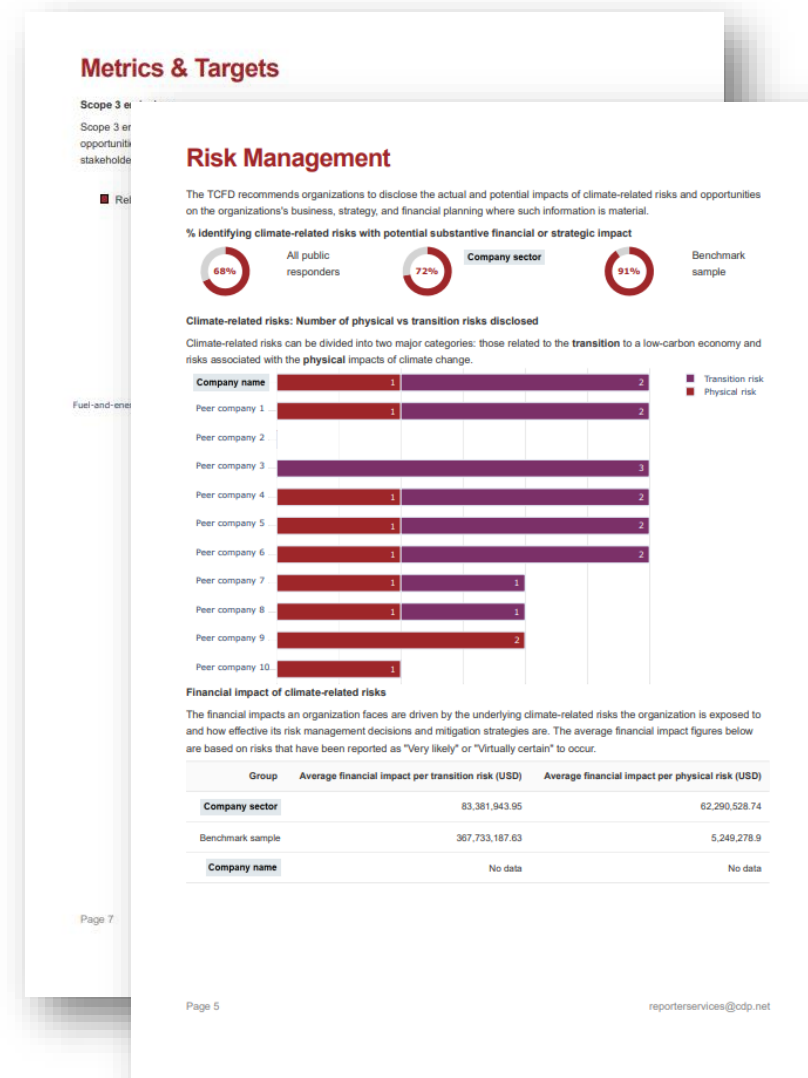 Metrics & Targets
Scope 3
Scope 3
stakeholde
Fuel-and-ene
Page 7
Risk Management
The TCFD recommends organizations to disclose the actual and potential impacts of climate-related risks and opportunities
on the organizations's business, strategy, and financial planning where such information is material.
% identifying climate-related risks with potential substantive financial or strategic impact
68%
All public
responders
72%
Company sector
91%
Benchmark
sample
Climate-related risks: Number of physical vs transition risks disclosed
Climate-related risks can be divided into two major categories: those related to the transition to a low-carbon economy and
risks associated with the physical impacts of climate change.
Transition risk
Physical risk
Company name 1 2
Peer company 1 1 2
Peer company 2
Peer company 3 3
Peer company 4 1 2
Peer company 5 1 2
Peer company 6 1 2
Peer company 7 1 1
Peer company 8 1 1
Peer company 9 2
Peer company 10 1
Financial impact of climate-related risks
The financial impacts an organization faces are driven by the underlying climate-related risks the organization is exposed to
and how effective its risk management decisions and mitigation strategies are. The average financial impact figures below
are based on risks that have been reported as "Very likely" or "Virtually certain" to occur.
Group Average financial impact per transition risk (USD) Average financial impact per physical risk (USD)
Company sector 83,381,943.95 62,290,528.74
Benchmark sample 367,733,187.63 5,249,278.9
Company name No data No data
Page 5
reporterservices@cdp.net